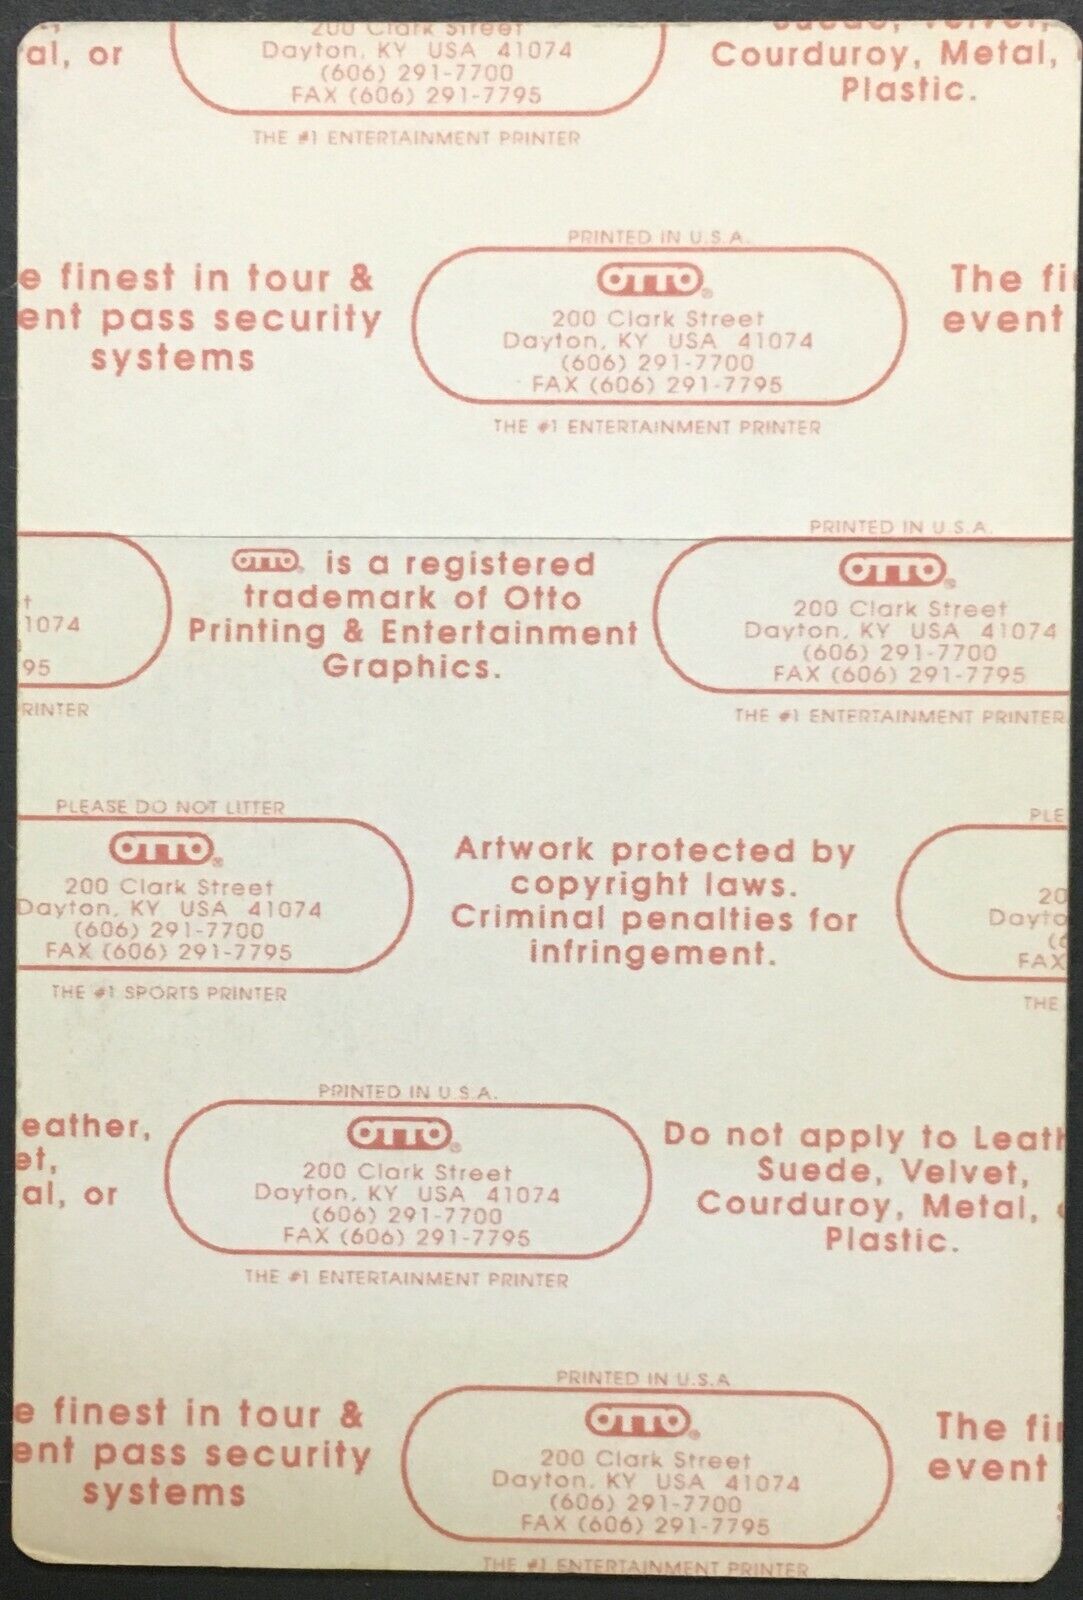 al, or
200 Clark Street
Dayton, KY USA 41074
(606) 291-7700
FAX (606) 291-7795
THE #1 ENTERTAINMENT PRINTER
Suede, Velvet,
Courduroy, Metal,
Plastic.
e finest in tour &
ent pass security
systems
PRINTED IN U.S.A.
OTTO®
200 Clark Street
Dayton, KY USA 41074
(606) 291-7700
FAX (606) 291-7795
THE #1 ENTERTAINMENT PRINTER
The fi
event
t
1074
95
RINTER
OTTO® is a registered
trademark of Otto
Printing & Entertainment
Graphics.
PRINTED IN U.S.A.
OTTO®
200 Clark Street
Dayton, KY USA 41074
(606) 291-7700
FAX (606) 291-7795
THE #1 ENTERTAINMENT PRINTER
PLEASE DO NOT LITTER
OTTO®
200 Clark Street
Dayton, KY USA 41074
(606) 291-7700
FAX (606) 291-7795
THE #1 SPORTS PRINTER
Artwork protected by
copyright laws.
Criminal penalties for
infringement.
PLE
20
Dayto
(6
FAX
THE
eather,
et,
al, or
PRINTED IN U.S.A.
OTTO®
200 Clark Street
Dayton, KY USA 41074
(606) 291-7700
FAX (606) 291-7795
THE #1 ENTERTAINMENT PRINTER
Do not apply to Leath
Suede, Velvet,
Courduroy, Metal, o
Plastic.
e finest in tour &
ent pass security
systems
PRINTED IN U.S.A
OTTO®
200 Clark Street
Dayton, KY USA 41074
(606) 291-7700
FAX (606) 291-7795
THE #1 ENTERTAINMENT PRINTER
The fi
event